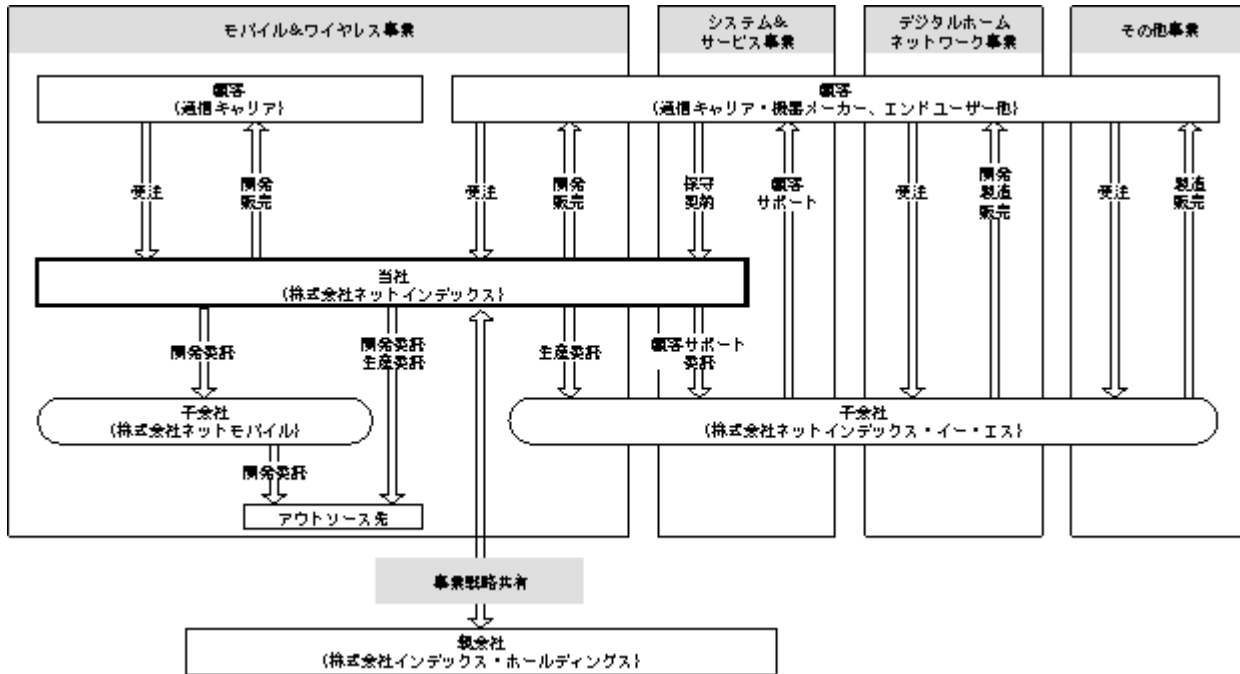 モバイル&ワイヤレス事業
システム&
サービス事業
デジタルホーム
ネットワーク事業
その他事業
顧客
(通信キャリア)
顧客
(通信キャリア・機器メーカー、エンドユーザー他)
受注
開発
販売
受注
開発
販売
保守
契約
顧客
サポート
受注
開発
製造
販売
受注
製造
販売
当社
(株式会社ネットインデックス)
開発委託
開発委託
生産委託
生産委託
顧客サポート
委託
子会社
(株式会社ネットモバイル)
子会社
(株式会社ネットインデックス・イー・エス)
開発委託
アウトソース先
事業戦略共有
親会社
(株式会社インデックス・ホールディングス)